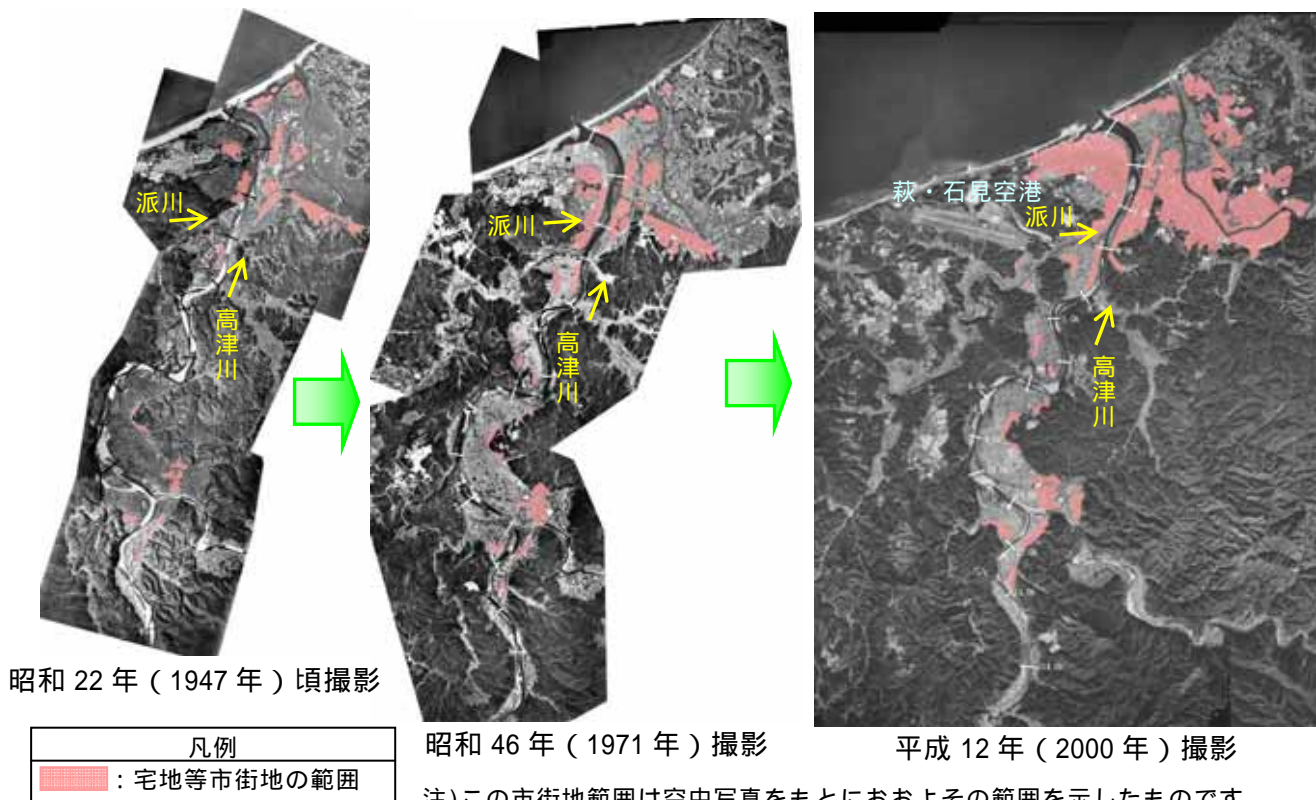 派川
高津川
昭和 22 年（1947 年）頃撮影
派川
高津川
昭和 46 年（1971 年）撮影
萩・石見空港
派川
高津川
平成 12 年（2000 年）撮影
凡例
：宅地等市街地の範囲
注)この市街地範囲は空中写真をもとにおおよその範囲を示したものです